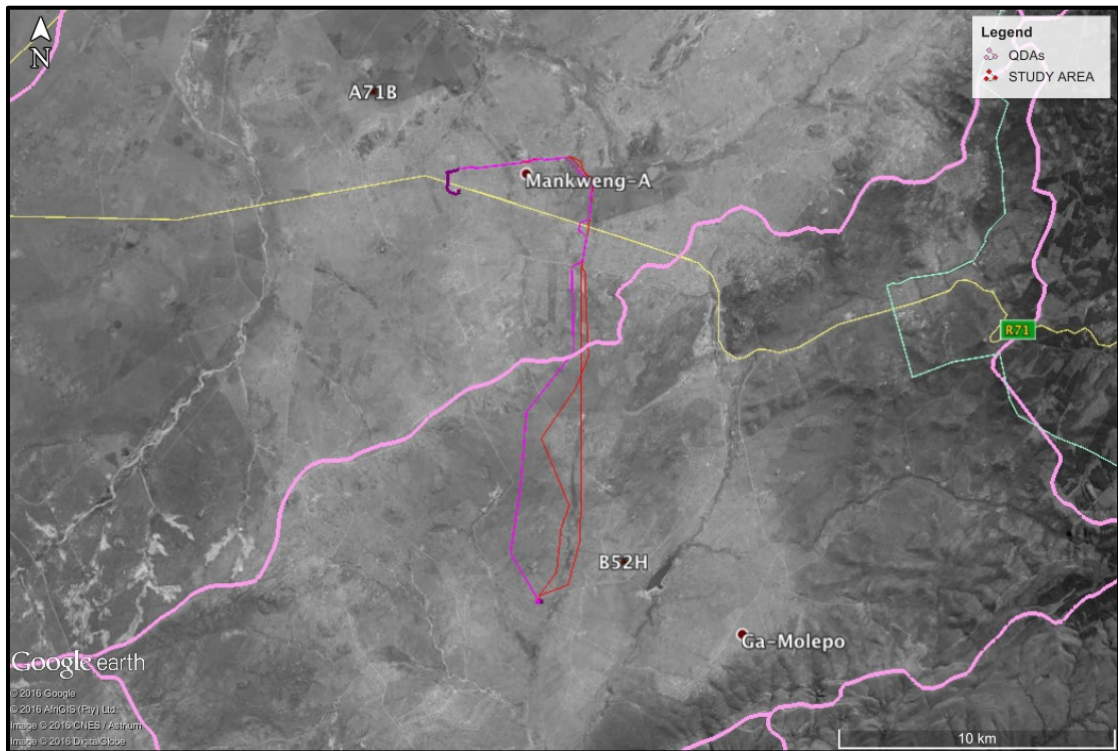 N
Legend
QDAs
STUDY AREA
A71B
Mankweng-A
R71
B52H
Ga-Molepo
Google earth
© 2016 Google
© 2016 AfriGIS (Pty) Ltd.
Image © 2016 CNES / Astrium
Image © 2016 DigitalGlobe
10 km